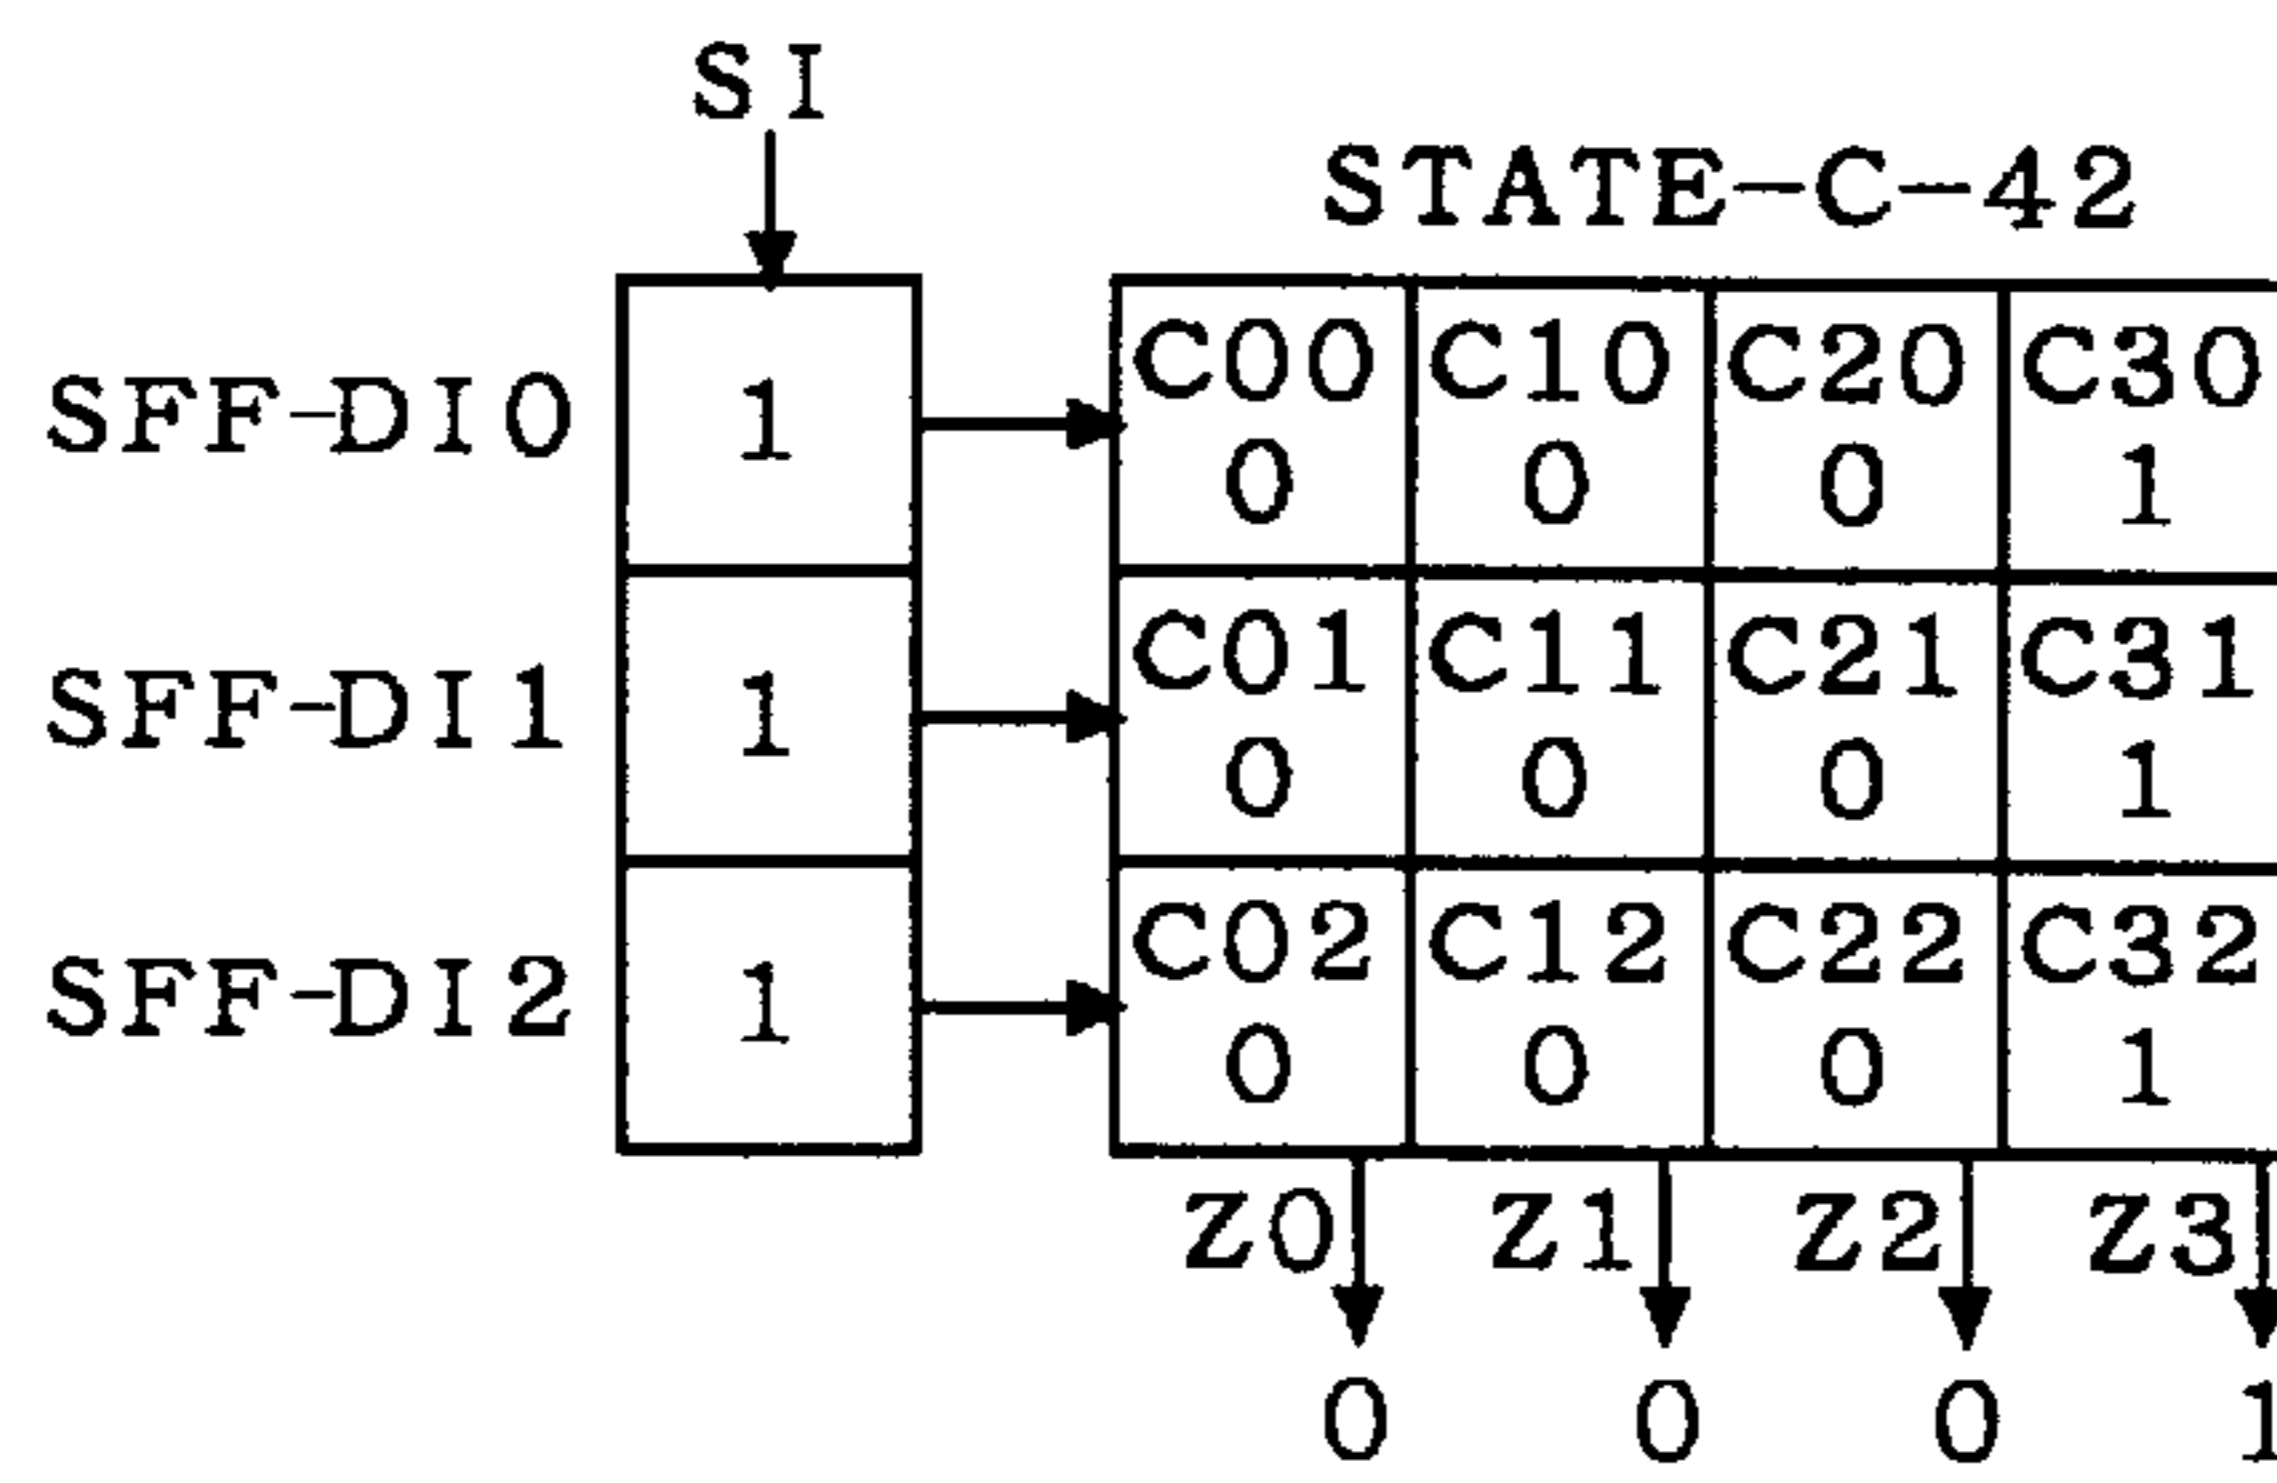 SI
STATE-C-42
C00 C10 C20 C30
SFF-DI0 1 0 0 0 1
C01 C11 C21 C31
SFF-DI1 1 0 0 0 1
C02 C12 C22 C32
SFF-DI2 1 0 0 0 1
Z0 Z1 Z2 Z3
0 0 0 1